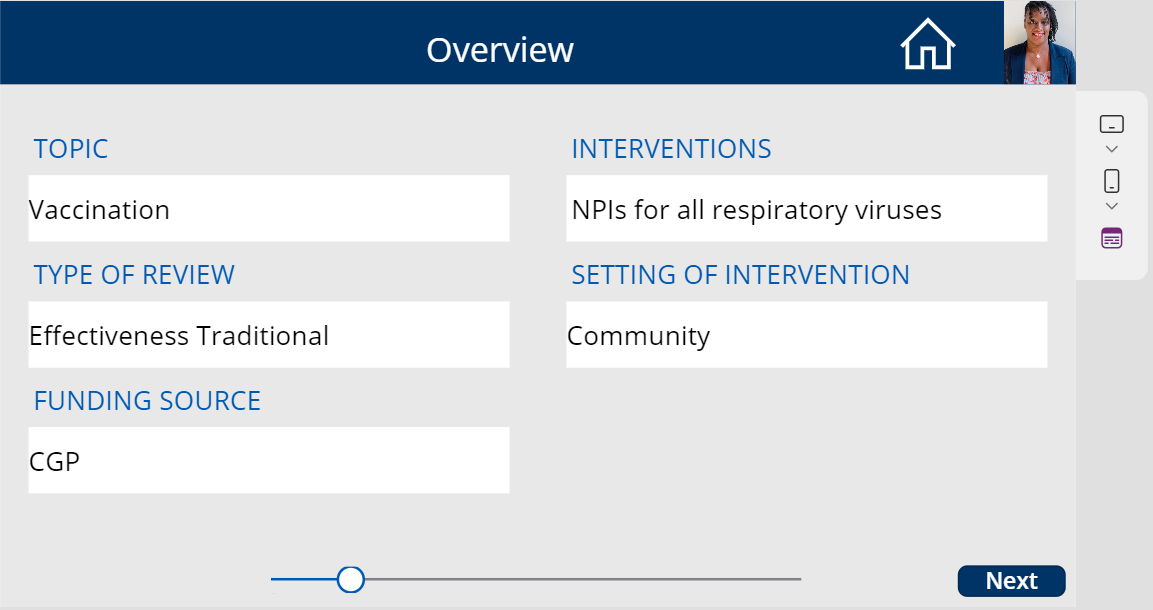 Overview
TOPIC
Vaccination
INTERVENTIONS
NPIs for all respiratory viruses
TYPE OF REVIEW
Effectiveness Traditional
SETTING OF INTERVENTION
Community
FUNDING SOURCE
CGP
Next